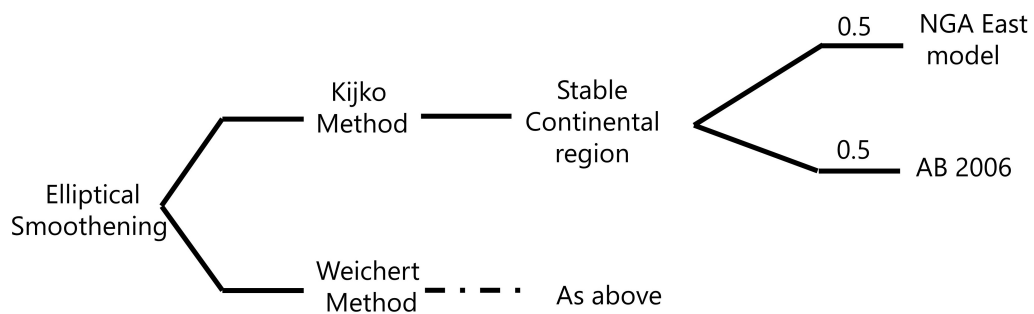 Elliptical
Smoothening
Kijko
Method
Stable
Continental
region
0.5
NGA East
model
0.5
AB 2006
Weichert
Method
As above